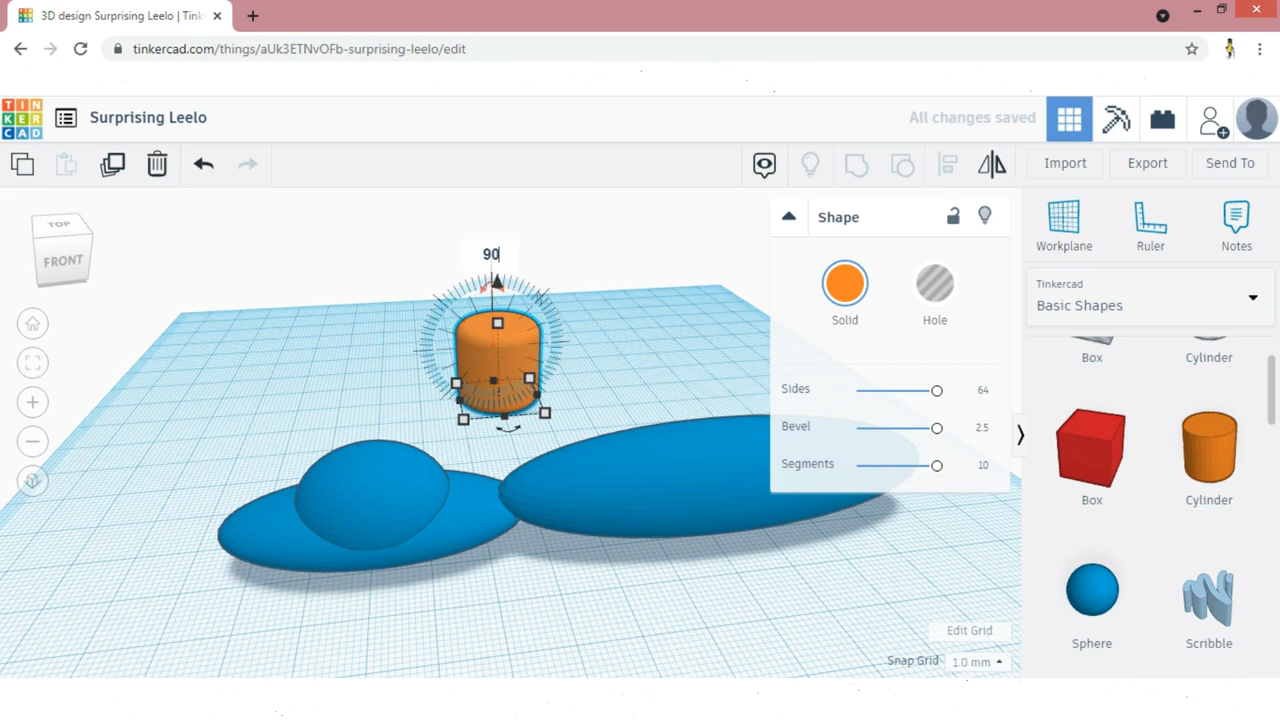 3D design Surprising Leelo | Tink
tinkercad.com/things/aUk3ETNvOFb-surprising-leelo/edit
TIN
KER
CAD
Surprising Leelo
All changes saved
Import
Export
Send To
TOP
FRONT
90
Shape
Solid
Hole
Sides
64
Bevel
2.5
Segments
10
Workplane
Ruler
Notes
Tinkercad
Basic Shapes
Box
Cylinder
Box
Cylinder
Sphere
Scribble
Edit Grid
Snap Grid
1.0 mm